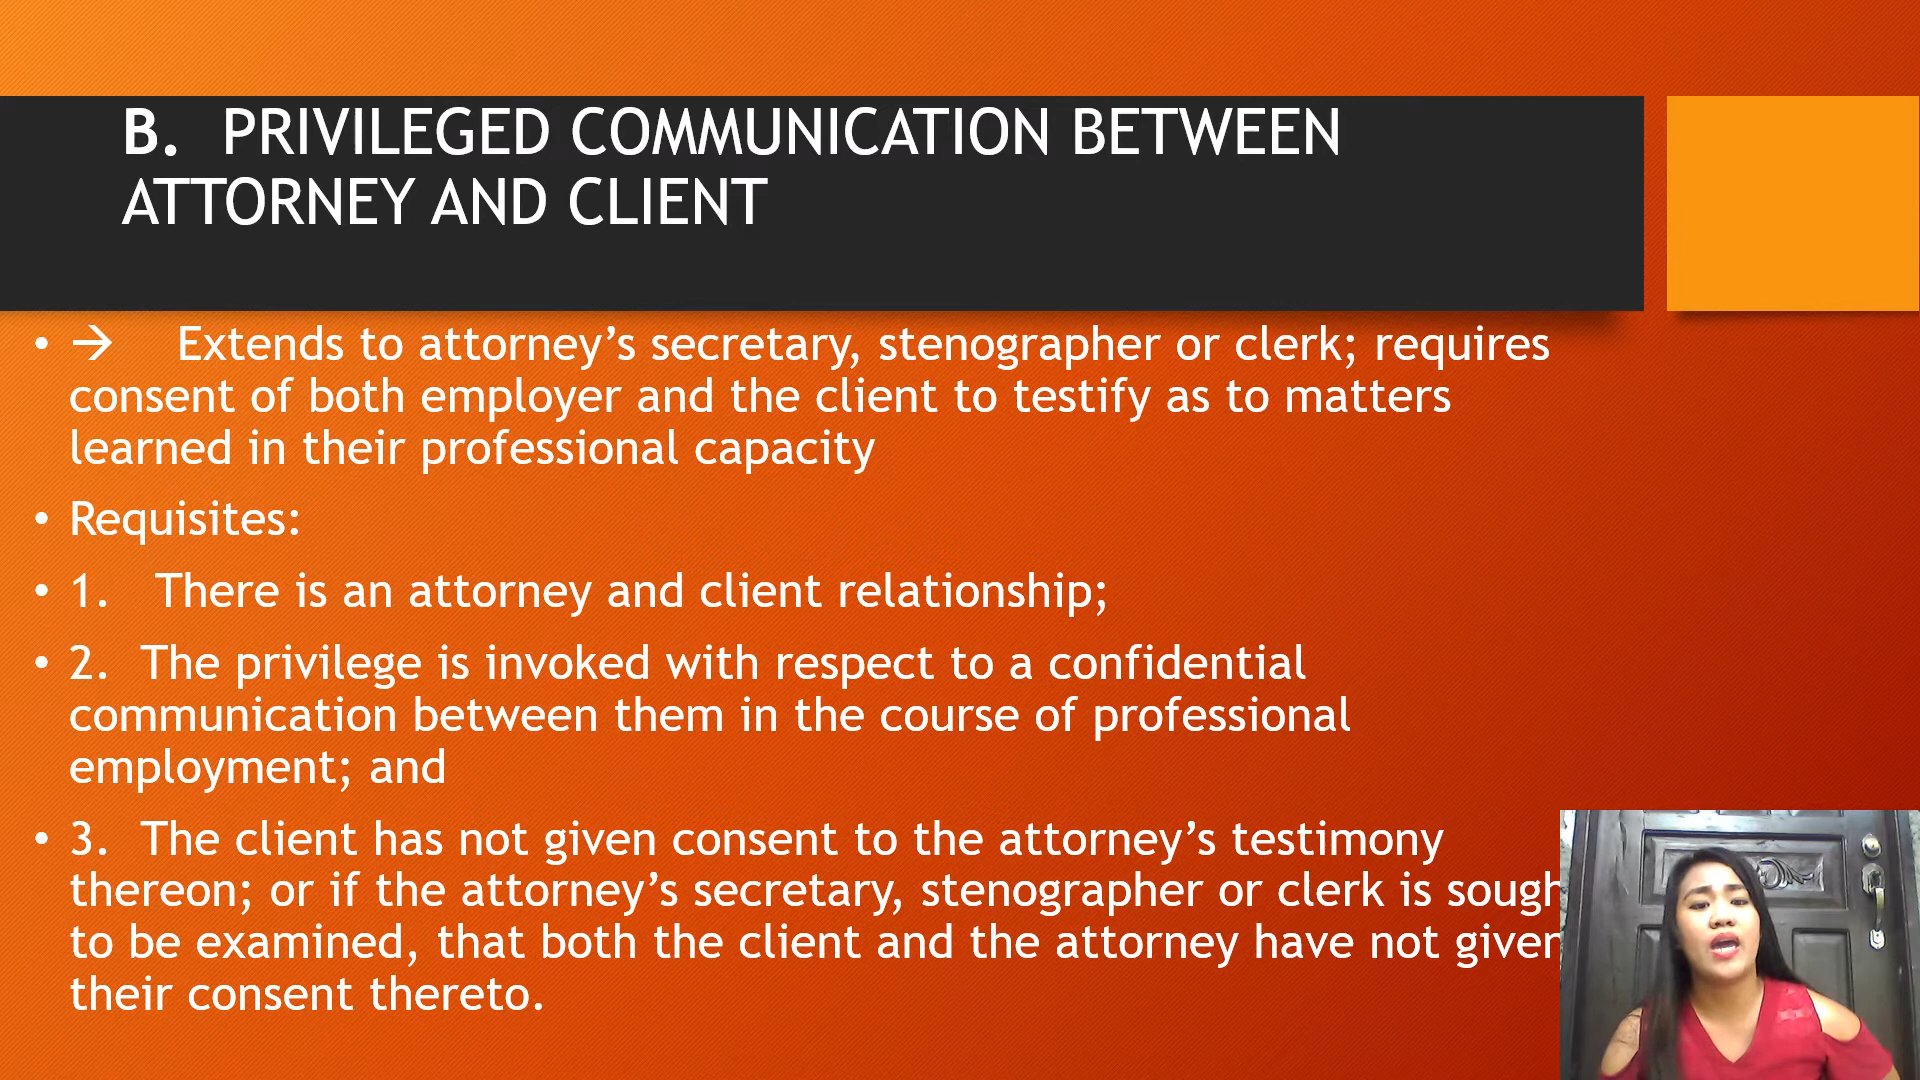 B. PRIVILEGED COMMUNICATION BETWEEN
ATTORNEY AND CLIENT
• → Extends to attorney’s secretary, stenographer or clerk; requires
consent of both employer and the client to testify as to matters
learned in their professional capacity
• Requisites:
• 1. There is an attorney and client relationship;
• 2. The privilege is invoked with respect to a confidential
communication between them in the course of professional
employment; and
• 3. The client has not given consent to the attorney’s testimony
thereon; or if the attorney’s secretary, stenographer or clerk is sough
to be examined, that both the client and the attorney have not given
their consent thereto.